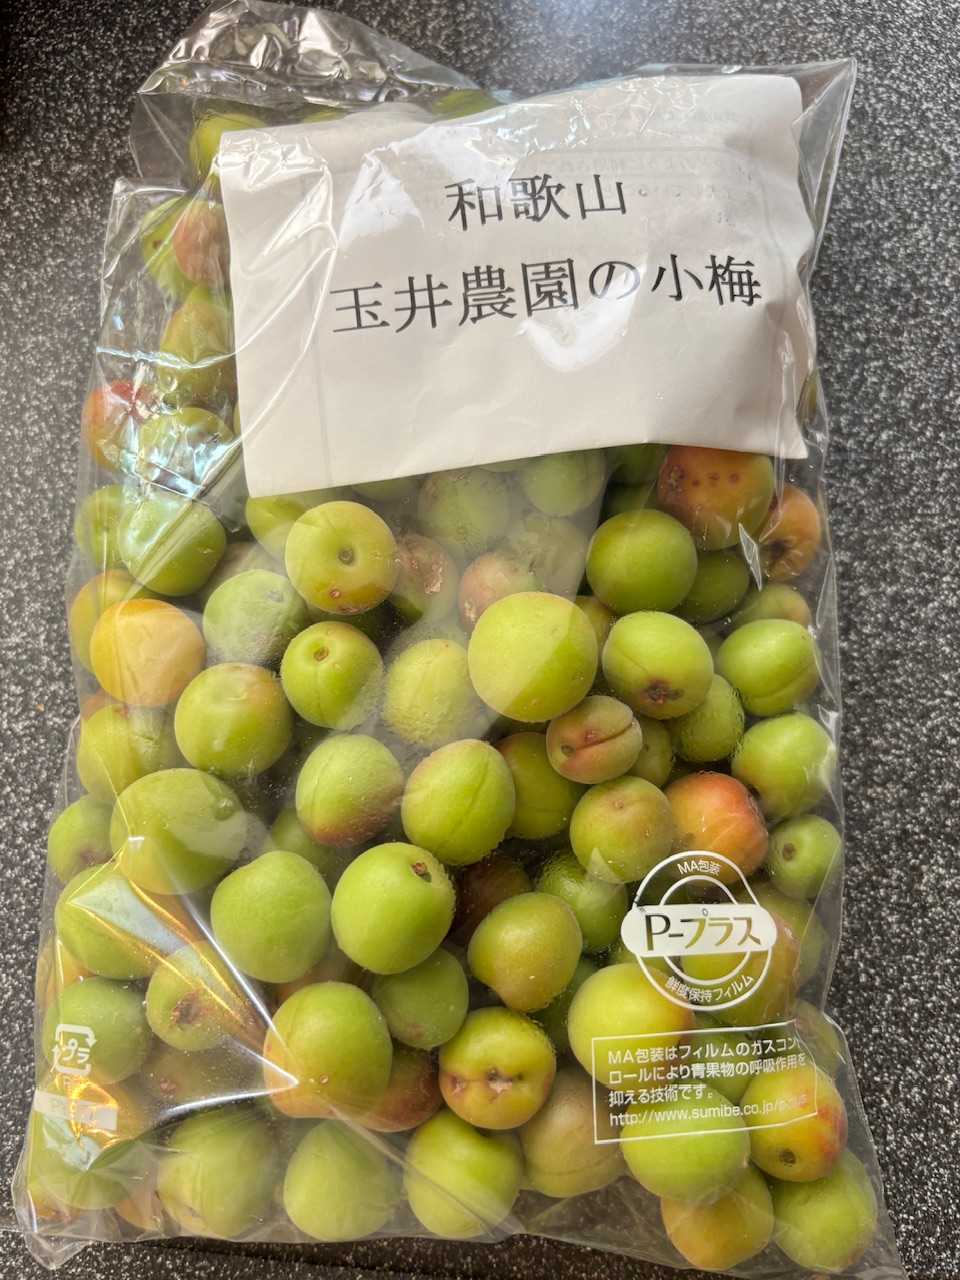 和歌山
玉井農園の小梅
MA包装
P-プラス
鮮度保持フィルム
プラ
MA包装はフィルムのガスコント
ロールにより青果物の呼吸作用を
抑える技術です。
http://www.sumibe.co.jp/p-plus